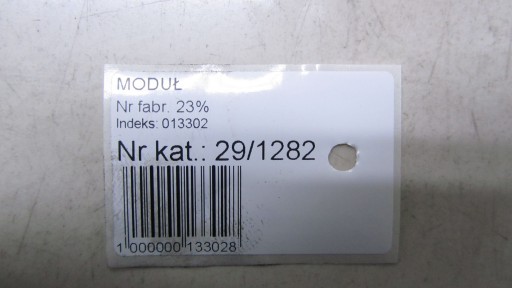 MODUŁ
Nr fabr. 23%
Indeks: 013302
Nr kat.: 29/1282
1 000000 133028